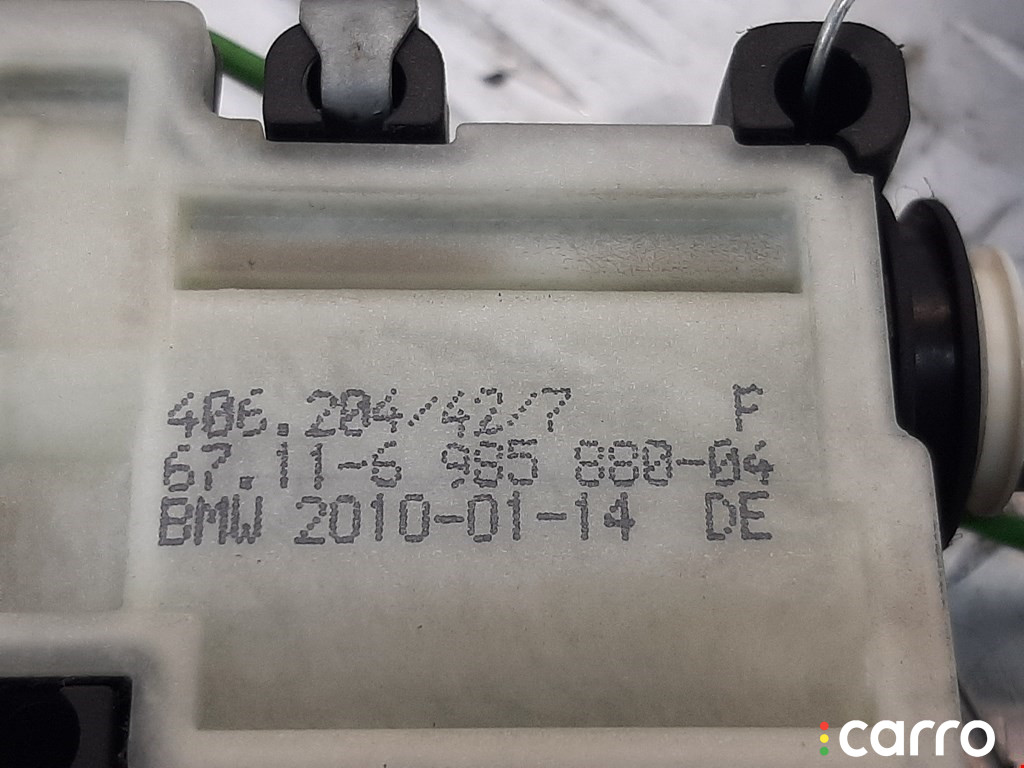 406.204/42/7 F
67.11-6 985 880-04
BMW 2010-01-14 DE
carro